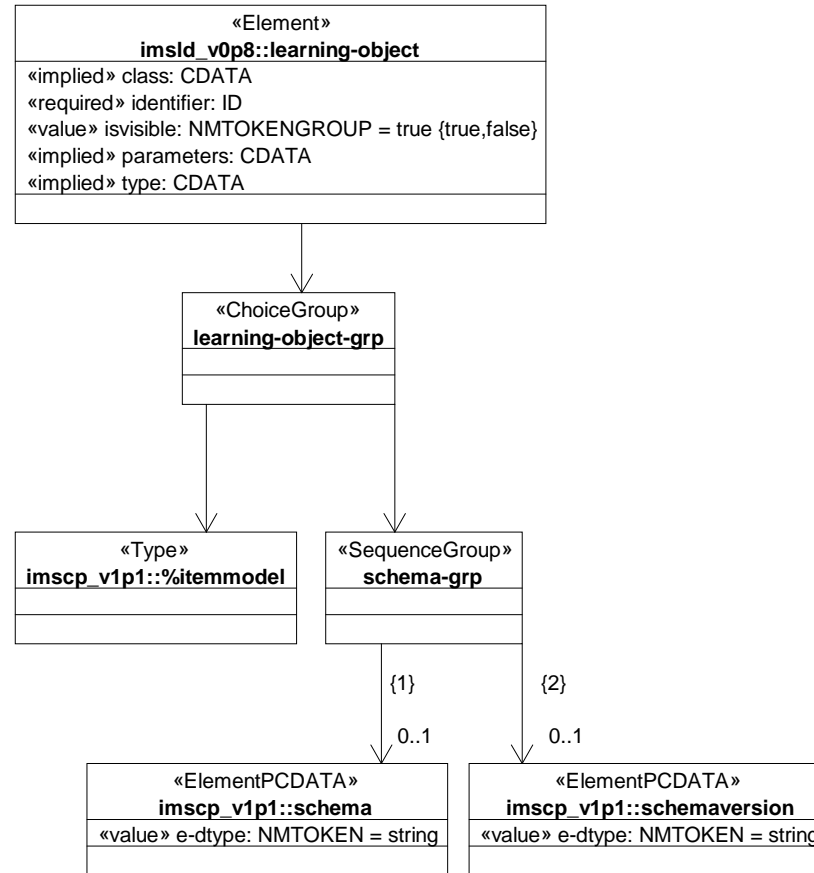 «Element»
imsld_v0p8::learning-object
«implied» class: CDATA
«required» identifier: ID
«value» isvisible: NMTOKENGROUP = true {true,false}
«implied» parameters: CDATA
«implied» type: CDATA
«ChoiceGroup»
learning-object-grp
«Type»
imscp_v1p1::%itemmodel
«SequenceGroup»
schema-grp
{1}
{2}
0..1
0..1
«ElementPCDATA»
imscp_v1p1::schema
«value» e-dtype: NMTOKEN = string
«ElementPCDATA»
imscp_v1p1::schemaversion
«value» e-dtype: NMTOKEN = string